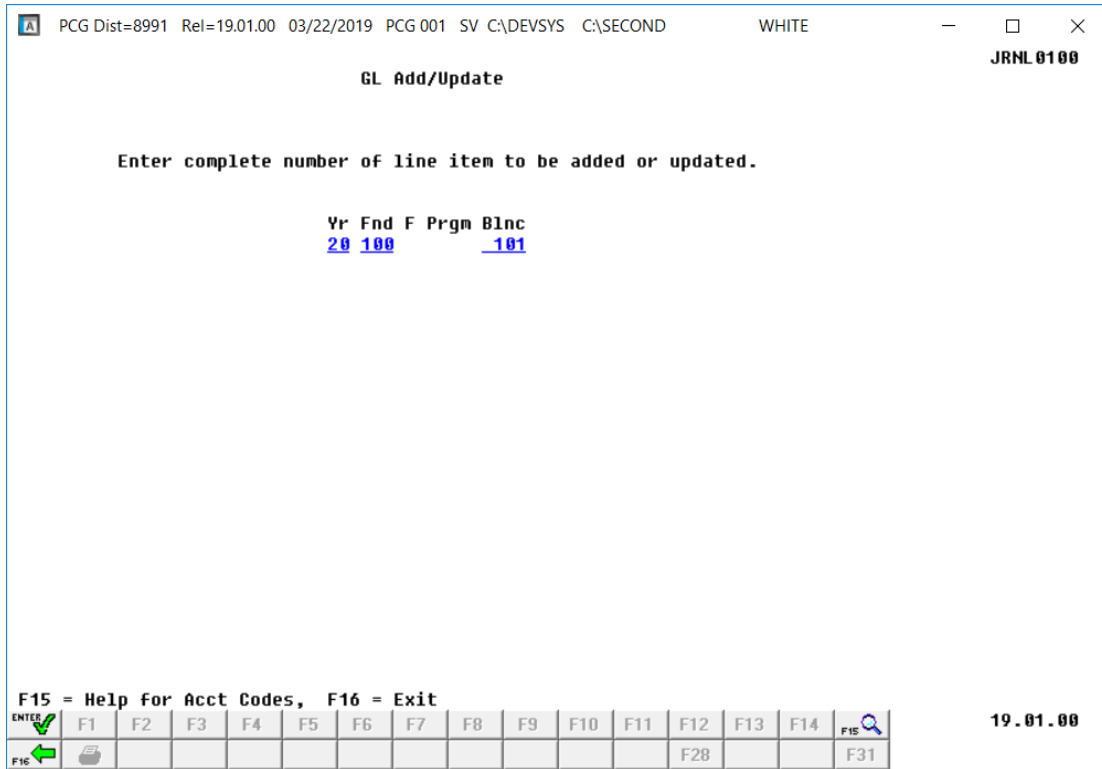 PCG Dist=8991 Rel=19.01.00 03/22/2019 PCG 001 SV C:\DEVSYS C:\SECOND WHITE
JRNL0100
GL Add/Update
Enter complete number of line item to be added or updated.
Yr Fnd F Prgm Blnc
20 100 _101
F15 = Help for Acct Codes, F16 = Exit
ENTER F1 F2 F3 F4 F5 F6 F7 F8 F9 F10 F11 F12 F13 F14 F15
19.01.00
F16 F28 F31